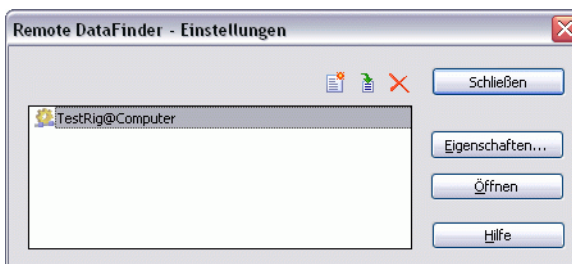 Remote DataFinder - Einstellungen
Schließen
TestRig@Computer
Eigenschaften...
Öffnen
Hilfe